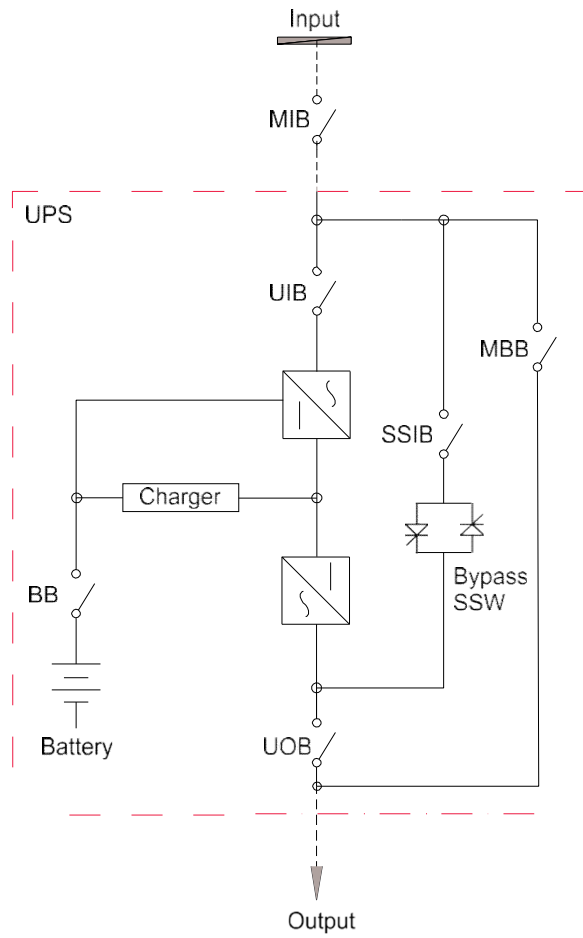 Input
MIB
UPS
UIB
MBB
SSIB
Charger
Bypass
SSW
BB
Battery
UOB
Output